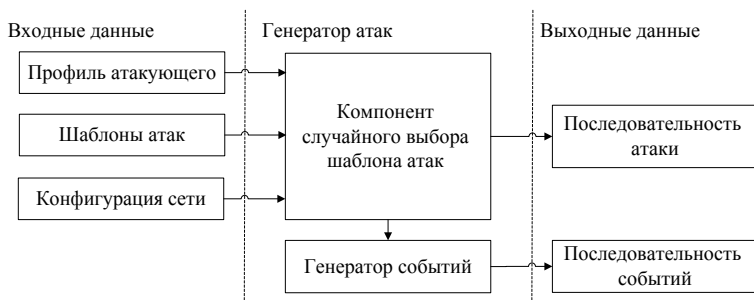 Входные данные
Генератор атак
Выходные данные
Профиль атакующего
Шаблоны атак
Конфигурация сети
Компонент
случайного выбора
шаблона атак
Генератор событий
Последовательность
атаки
Последовательность
событий